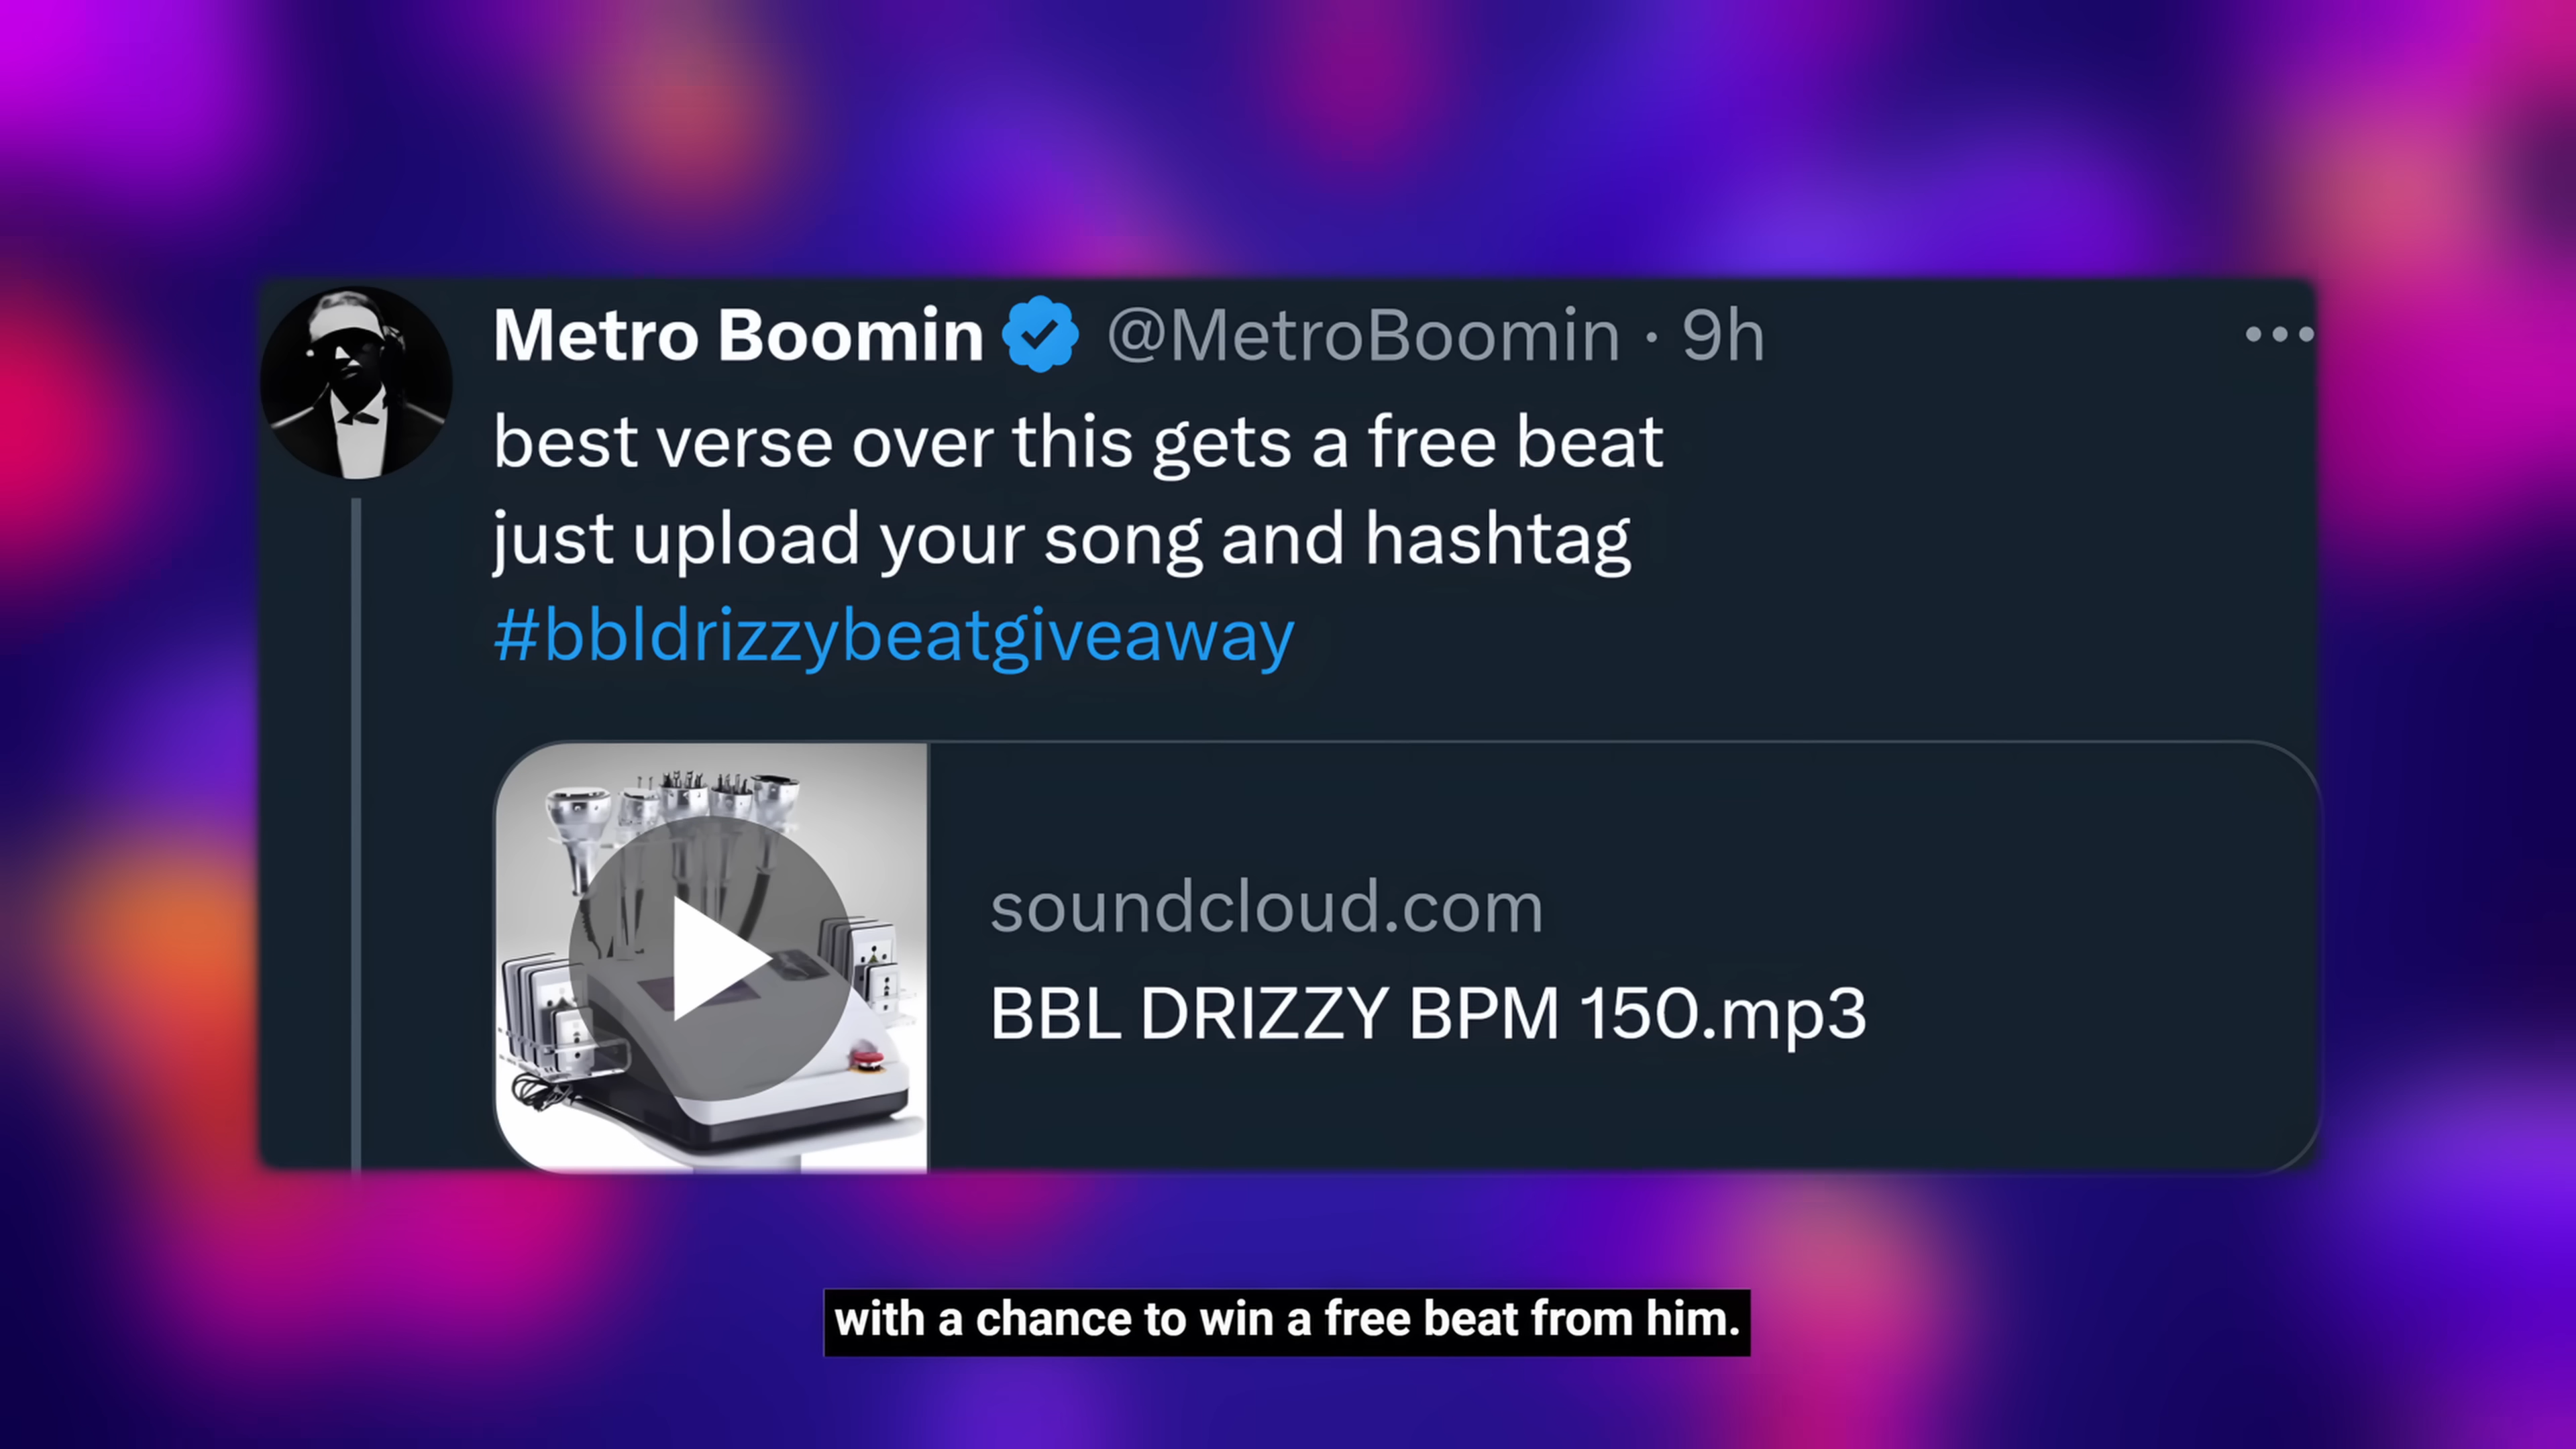 Metro Boomin @MetroBoomin · 9h
best verse over this gets a free beat
just upload your song and hashtag
#bbldrizzybeatgiveaway
soundcloud.com
BBL DRIZZY BPM 150.mp3
with a chance to win a free beat from him.